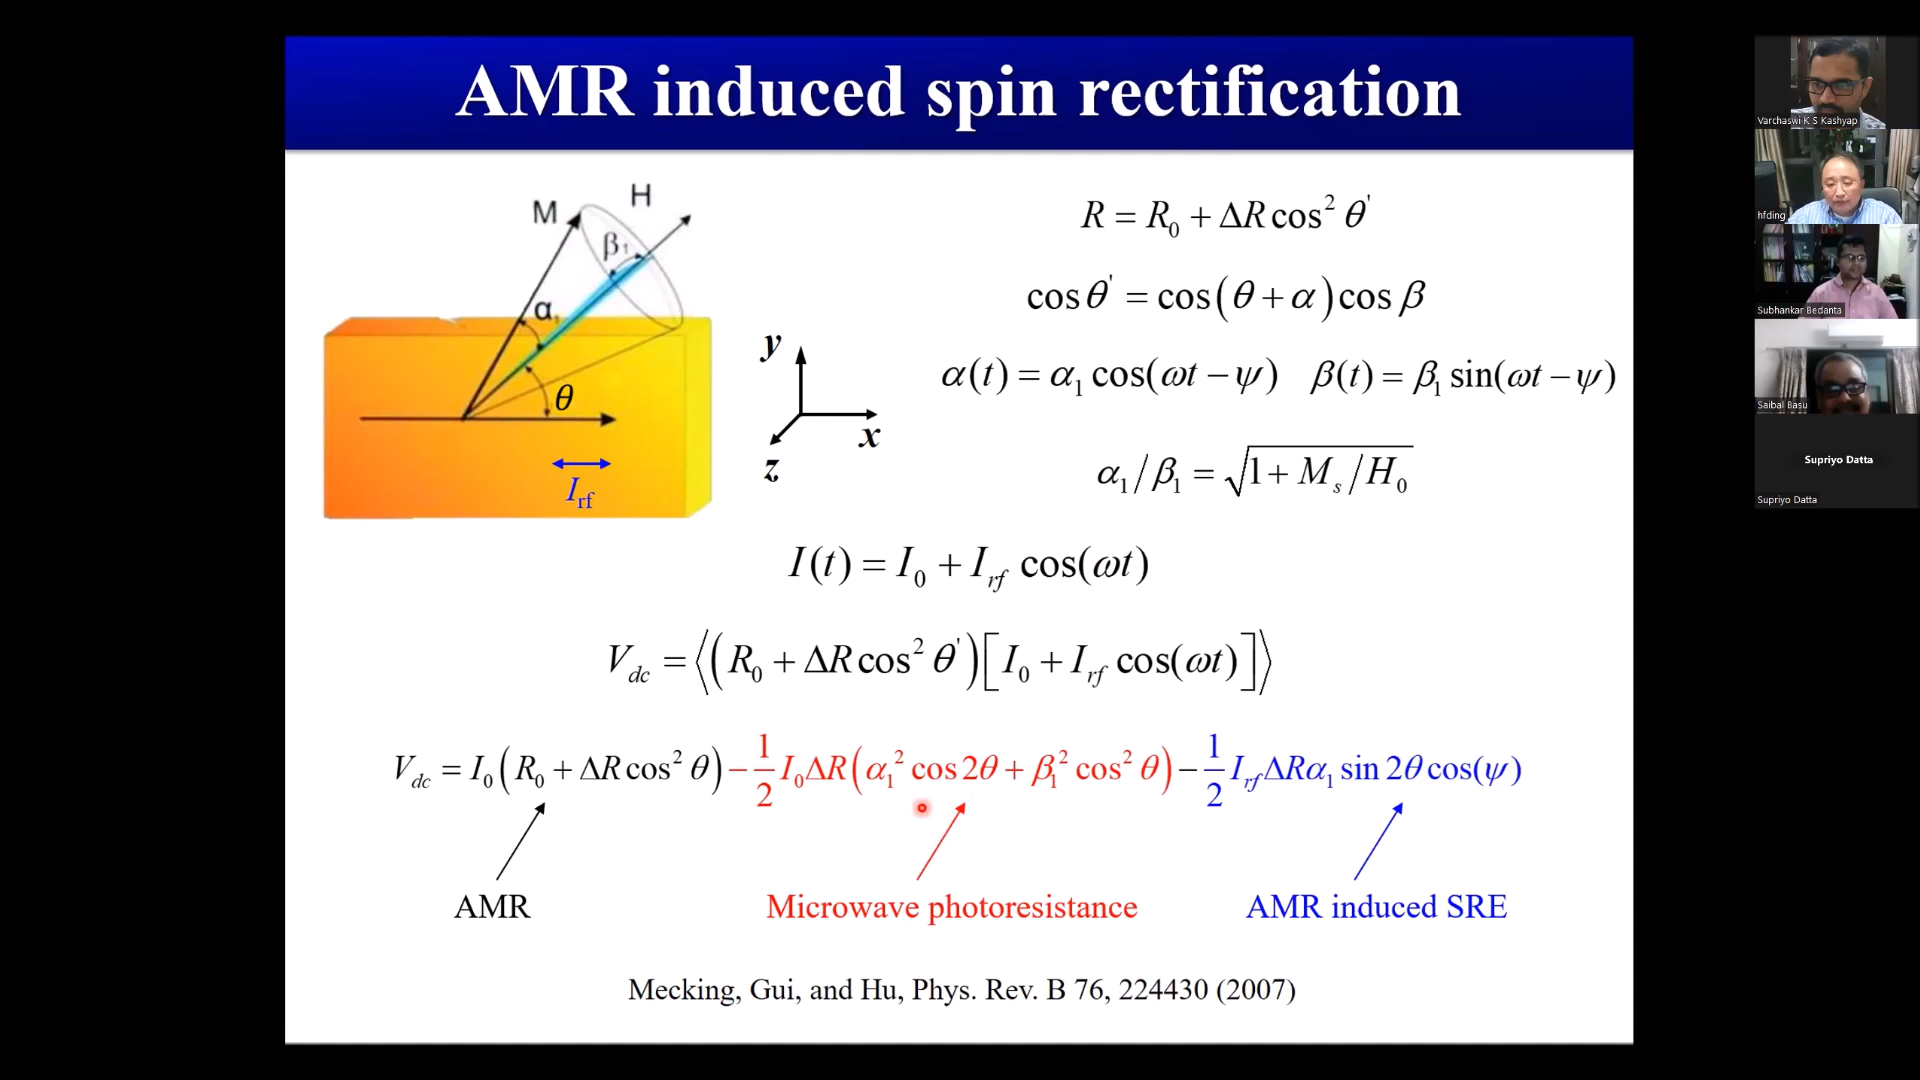 AMR induced spin rectification
M
H
β₁
α₁
θ
I_rf
y
x
z
R = R₀ + ΔR cos² θ'
cos θ' = cos(θ + α) cos β
α(t) = α₁ cos(ωt − ψ) β(t) = β₁ sin(ωt − ψ)
α₁/β₁ = √(1 + M_s/H₀)
I(t) = I₀ + I_rf cos(ωt)
V_dc = ⟨(R₀ + ΔR cos² θ')[I₀ + I_rf cos(ωt)]⟩
V_dc = I₀(R₀ + ΔR cos² θ) − 1/2 I₀ΔR(α₁² cos 2θ + β₁² cos² θ) − 1/2 I_rf ΔRα₁ sin 2θ cos(ψ)
AMR
Microwave photoresistance
AMR induced SRE
Mecking, Gui, and Hu, Phys. Rev. B 76, 224430 (2007)
Varchaswi K S Kashyap
hfding
Subhankar Bedanta
Saibal Basu
Supriyo Datta
Supriyo Datta